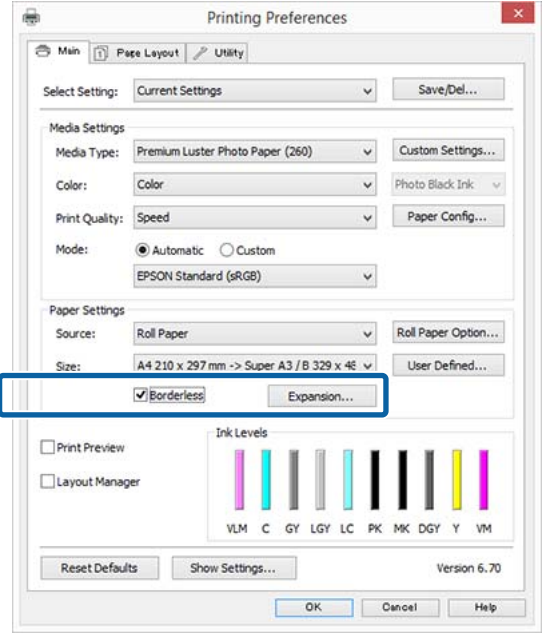 Printing Preferences
Main Page Layout Utility
Select Setting: Current Settings Save/Del...
Media Settings
Media Type: Premium Luster Photo Paper (260) Custom Settings...
Color: Color Photo Black Ink
Print Quality: Speed Paper Config...
Mode: Automatic Custom
EPSON Standard (sRGB)
Paper Settings
Source: Roll Paper Roll Paper Option...
Size: A4 210 x 297 mm -> Super A3 / B 329 x 48 User Defined...
Borderless Expansion...
Print Preview
Layout Manager
Ink Levels
VLM C GY LGY LC PK MK DGY Y VM
Reset Defaults Show Settings... Version 6.70
OK Cancel Help